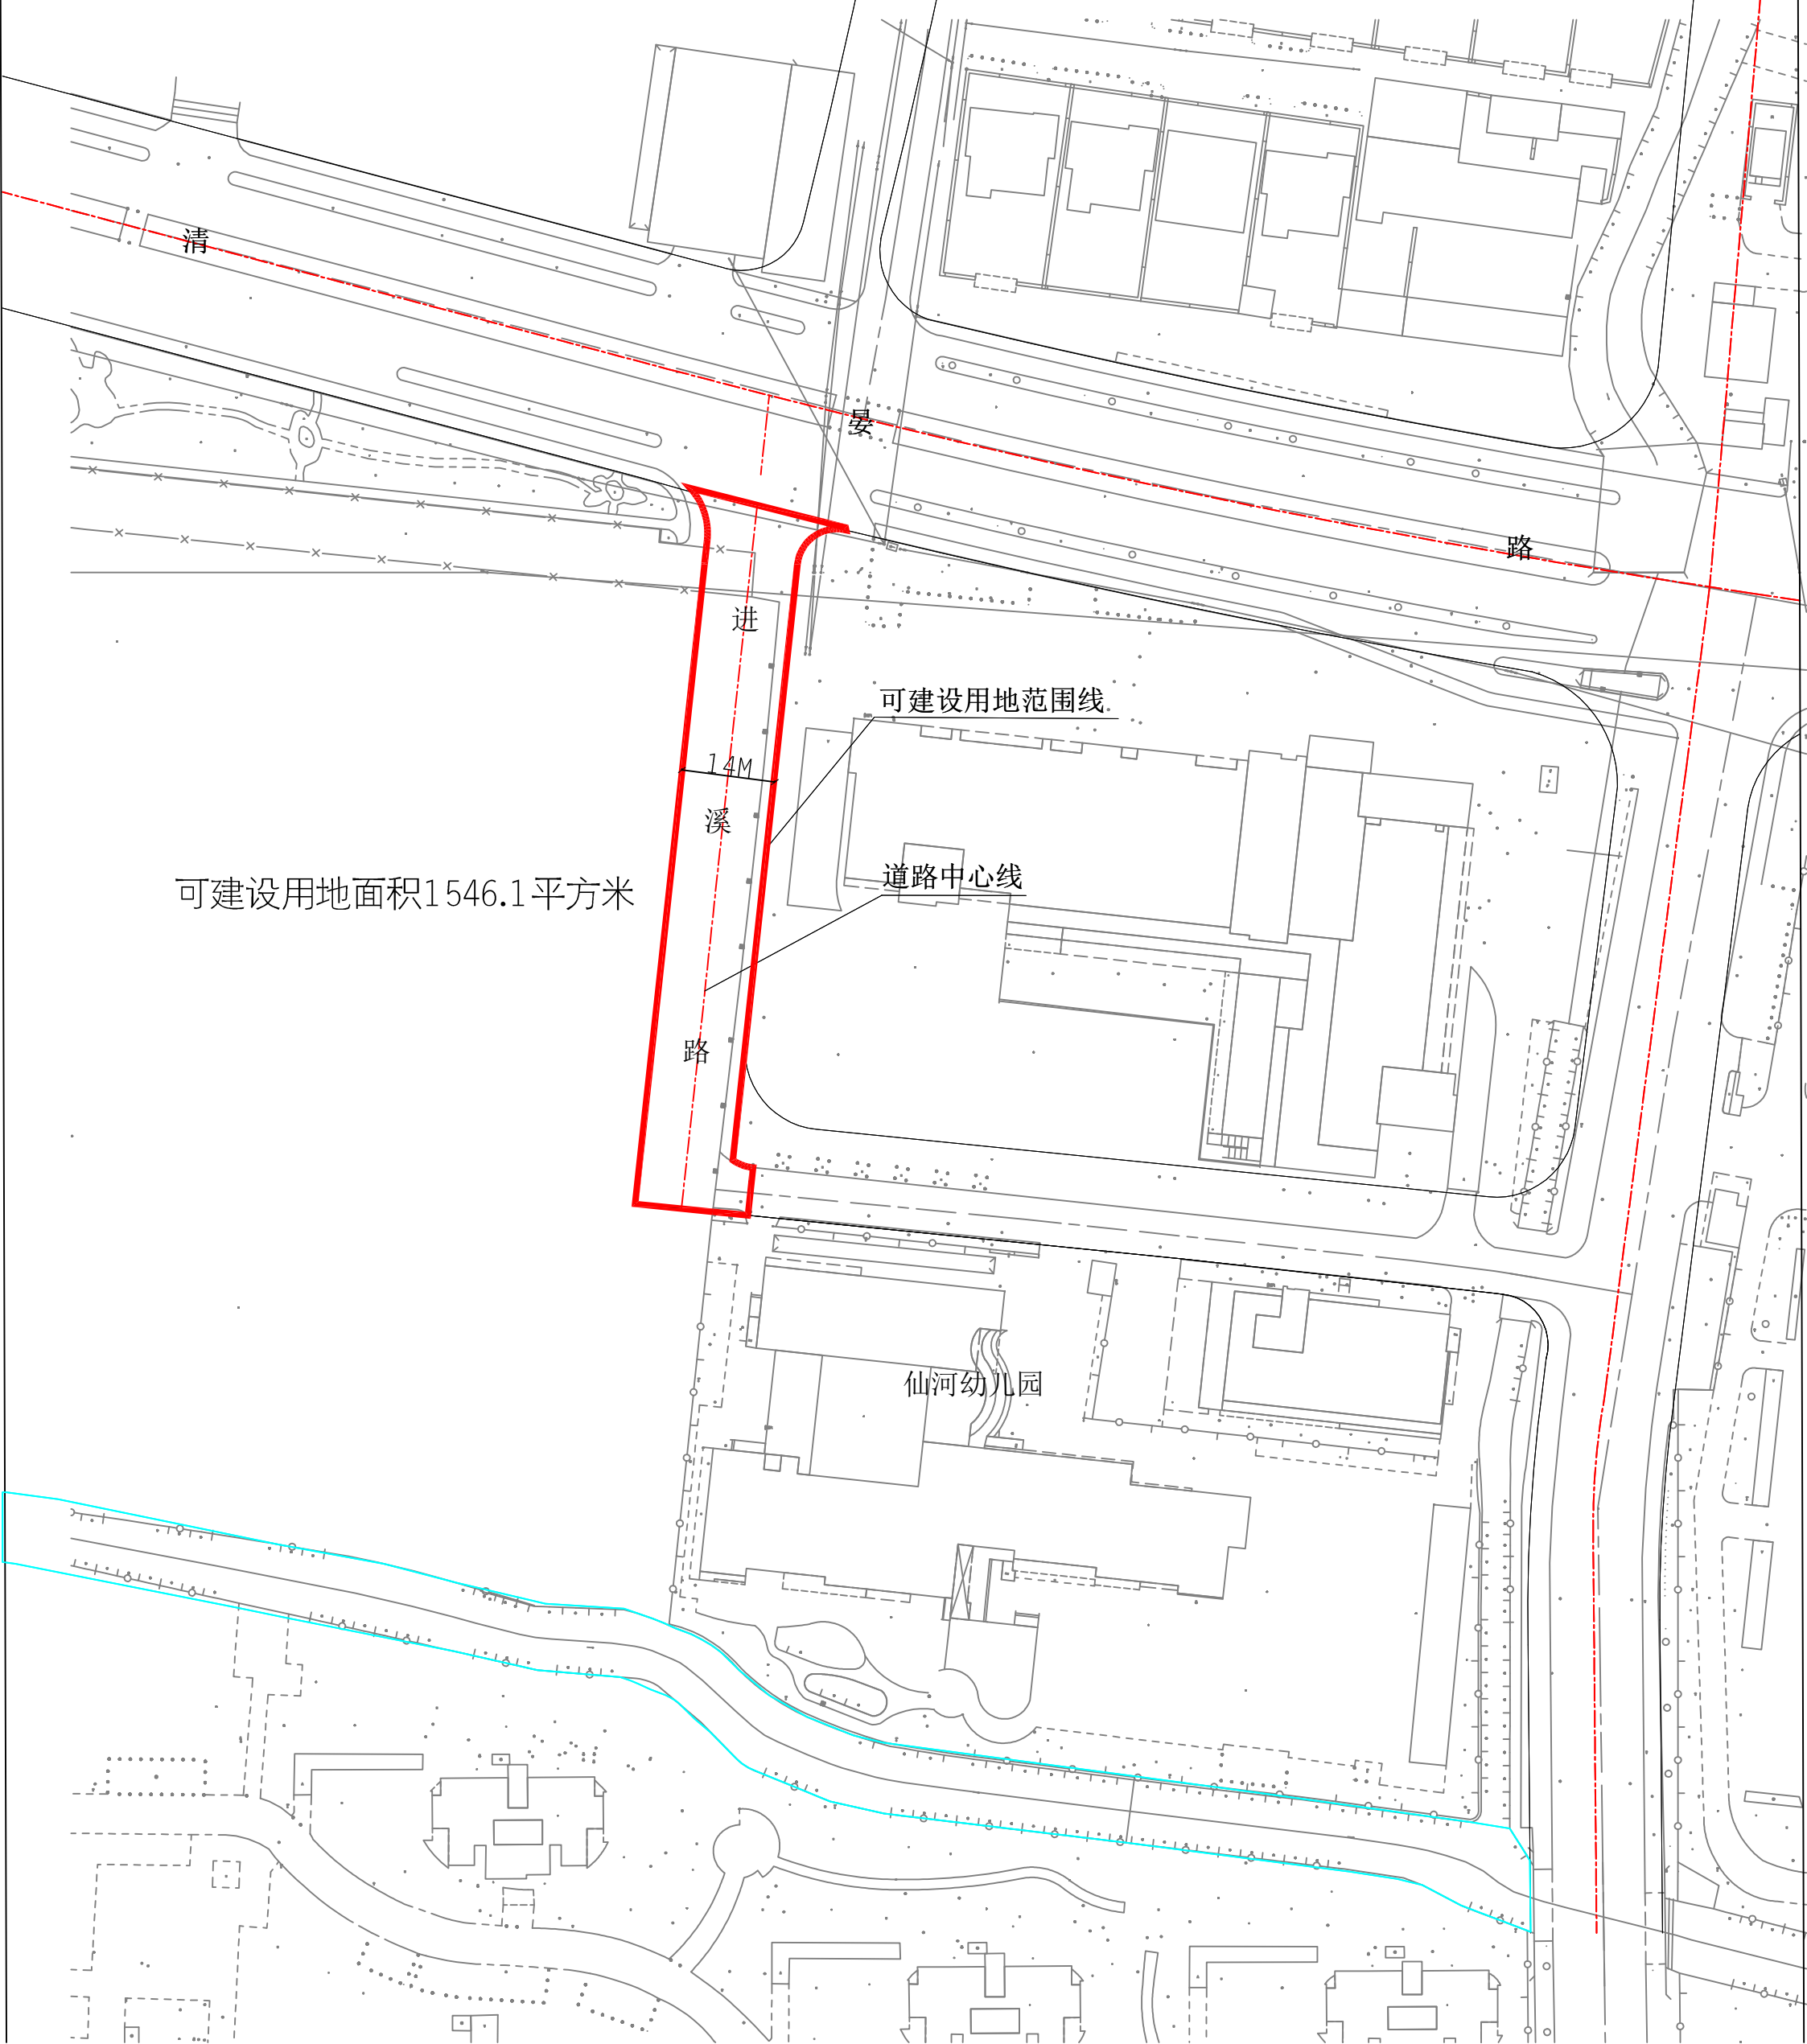 清晏路
进溪路
可建设用地范围线
14M
道路中心线
可建设用地面积1546.1平方米
仙河幼儿园